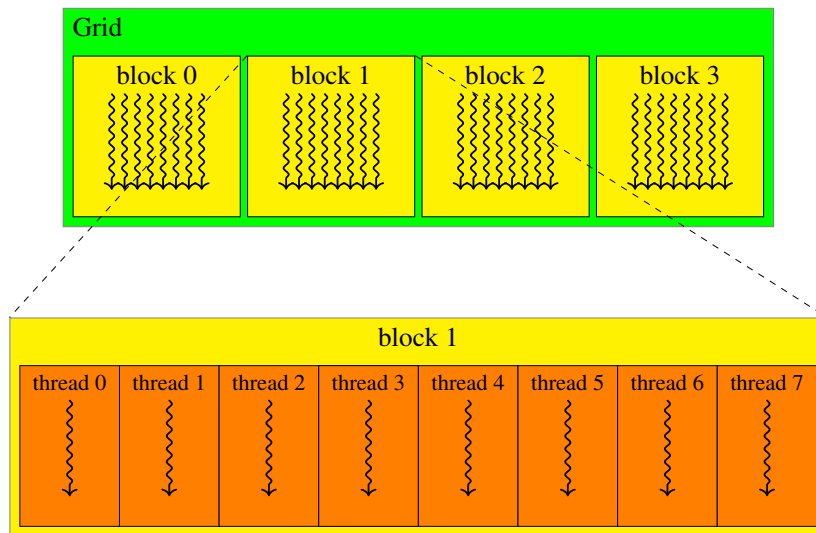 Grid
block 0 block 1 block 2 block 3
block 1
thread 0 thread 1 thread 2 thread 3 thread 4 thread 5 thread 6 thread 7